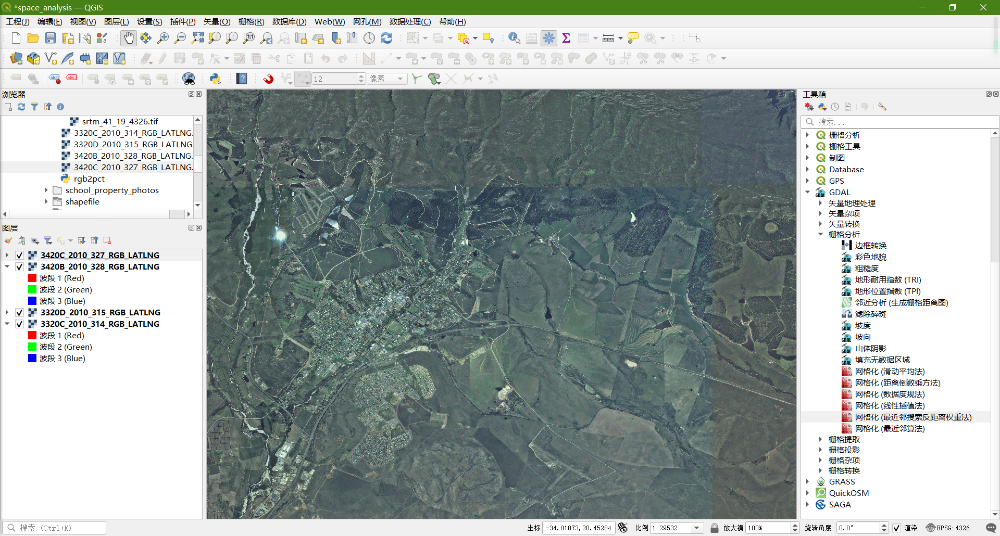 *space_analysis — QGIS
工程(J) 编辑(E) 视图(V) 图层(L) 设置(S) 插件(P) 矢量(O) 栅格(R) 数据库(D) Web(W) 网孔(M) 数据处理(C) 帮助(H)
12 像素
浏览器
srtm_41_19_4326.tif
3320C_2010_314_RGB_LATLNG.
3320D_2010_315_RGB_LATLNG.
3420B_2010_328_RGB_LATLNG.
3420C_2010_327_RGB_LATLNG.
rgb2pct
school_property_photos
shapefile
图层
3420C_2010_327_RGB_LATLNG
3420B_2010_328_RGB_LATLNG
波段 1 (Red)
波段 2 (Green)
波段 3 (Blue)
3320D_2010_315_RGB_LATLNG
3320C_2010_314_RGB_LATLNG
波段 1 (Red)
波段 2 (Green)
波段 3 (Blue)
工具箱
搜索...
栅格分析
栅格工具
制图
Database
GPS
GDAL
矢量地理处理
矢量杂项
矢量转换
栅格分析
边框转换
彩色地貌
粗糙度
地形耐用指数 (TRI)
地形位置指数 (TPI)
邻近分析 (生成栅格距离图)
滤除碎斑
坡度
坡向
山体阴影
填充无数据区域
网格化 (滑动平均法)
网格化 (距离倒数乘方法)
网格化 (数据度规法)
网格化 (线性插值法)
网格化 (最近邻搜索反距离权重法)
网格化 (最近邻算法)
栅格提取
栅格投影
栅格杂项
栅格转换
GRASS
QuickOSM
SAGA
搜索 (Ctrl+K) 坐标 -34.01873,20.45284 比例 1:29532 放大镜 100% 旋转角度 0.0° 渲染 EPSG:4326